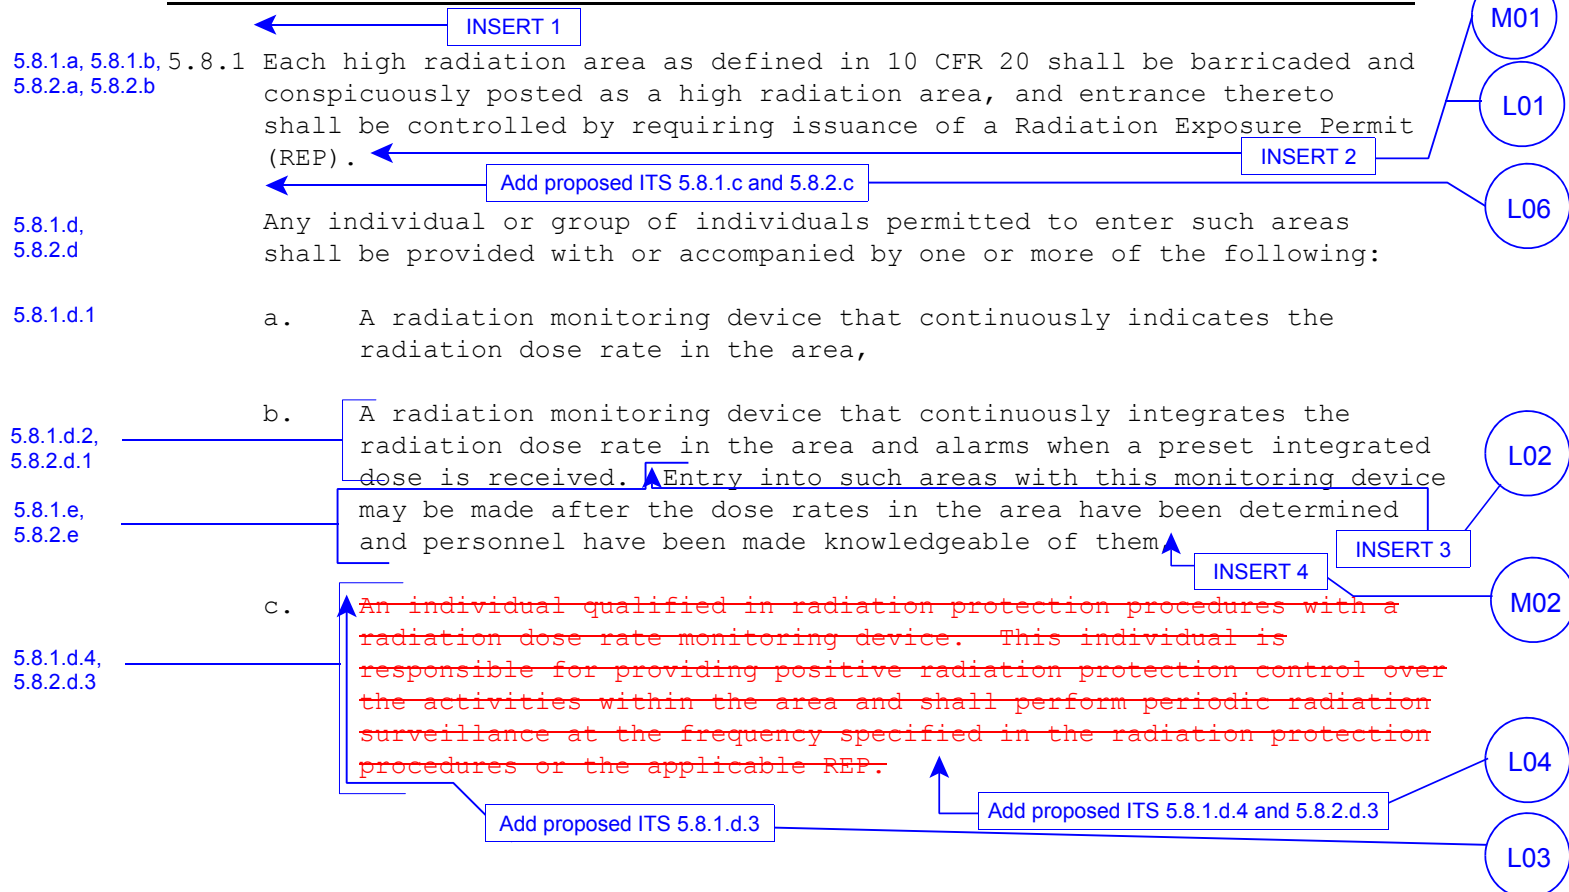 INSERT 1
M01
5.8.1.a, 5.8.1.b, 5.8.1 Each high radiation area as defined in 10 CFR 20 shall be barricaded and
5.8.2.a, 5.8.2.b conspicuously posted as a high radiation area, and entrance thereto
L01
shall be controlled by requiring issuance of a Radiation Exposure Permit
(REP).
INSERT 2
Add proposed ITS 5.8.1.c and 5.8.2.c
L06
5.8.1.d, Any individual or group of individuals permitted to enter such areas
5.8.2.d shall be provided with or accompanied by one or more of the following:
5.8.1.d.1 a. A radiation monitoring device that continuously indicates the
radiation dose rate in the area,
b. A radiation monitoring device that continuously integrates the
5.8.1.d.2, radiation dose rate in the area and alarms when a preset integrated
5.8.2.d.1
L02
dose is received. Entry into such areas with this monitoring device
5.8.1.e, may be made after the dose rates in the area have been determined
5.8.2.e and personnel have been made knowledgeable of them.
INSERT 3
INSERT 4
M02
c. An individual qualified in radiation protection procedures with a
radiation dose rate monitoring device. This individual is
5.8.1.d.4, responsible for providing positive radiation protection control over
5.8.2.d.3 the activities within the area and shall perform periodic radiation
surveillance at the frequency specified in the radiation protection
procedures or the applicable REP.
L04
Add proposed ITS 5.8.1.d.4 and 5.8.2.d.3
Add proposed ITS 5.8.1.d.3
L03